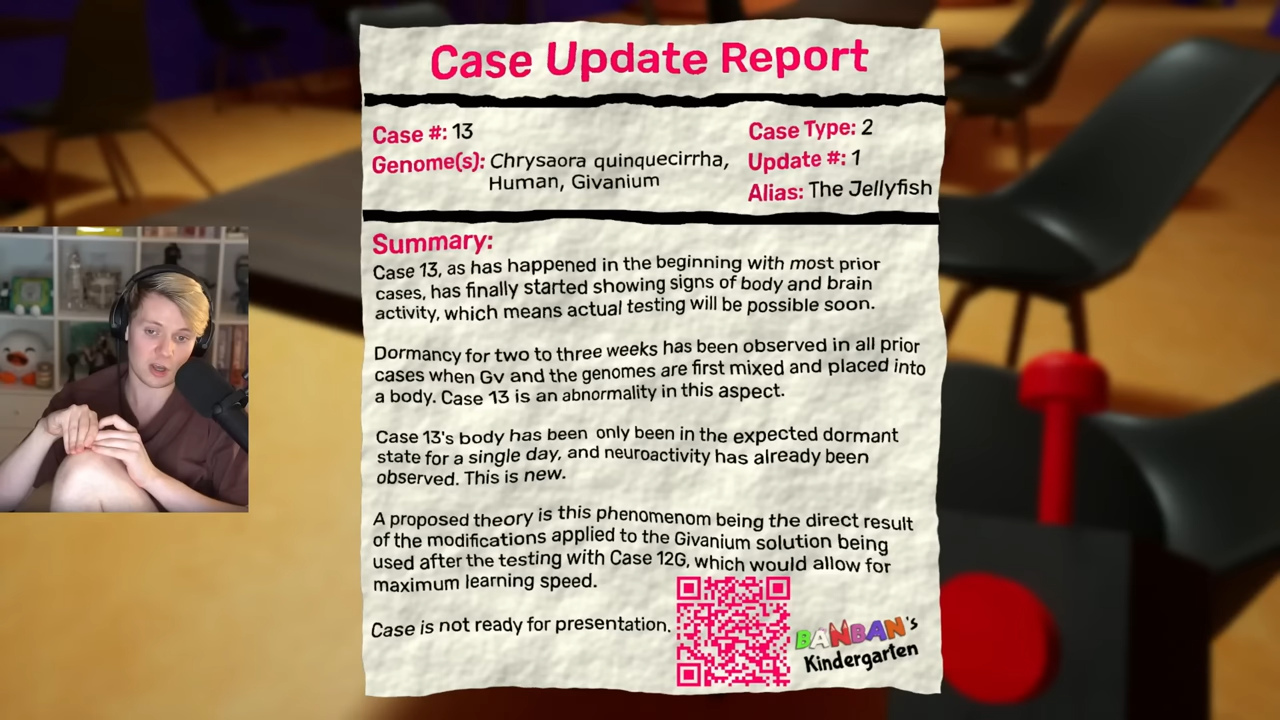 Case Update Report
Case #: 13
Case Type: 2
Genome(s): Chrysaora quinquecirrha,
Human, Givanium
Update #: 1
Alias: The Jellyfish
Summary:
Case 13, as has happened in the beginning with most prior
cases, has finally started showing signs of body and brain
activity, which means actual testing will be possible soon.
Dormancy for two to three weeks has been observed in all prior
cases when Gv and the genomes are first mixed and placed into
a body. Case 13 is an abnormality in this aspect.
Case 13's body has been only been in the expected dormant
state for a single day, and neuroactivity has already been
observed. This is new.
A proposed theory is this phenomenom being the direct result
of the modifications applied to the Givanium solution being
used after the testing with Case 12G, which would allow for
maximum learning speed.
Case is not ready for presentation.
BANBAN's
Kindergarten